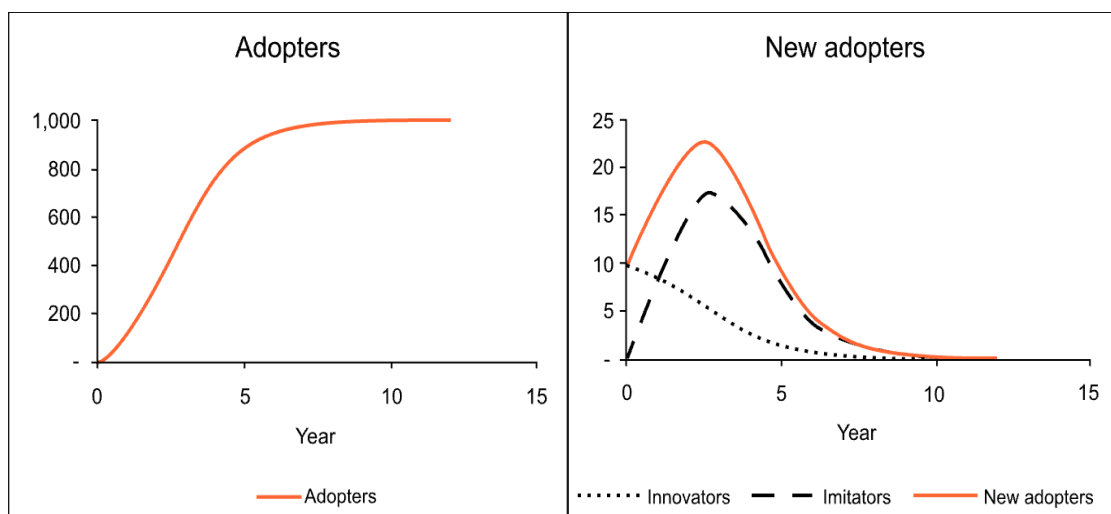 Adopters
1,000
800
600
400
200
-
0 5 10 15
Year
Adopters
New adopters
25
20
15
10
5
-
0 5 10 15
Year
Innovators Imitators New adopters